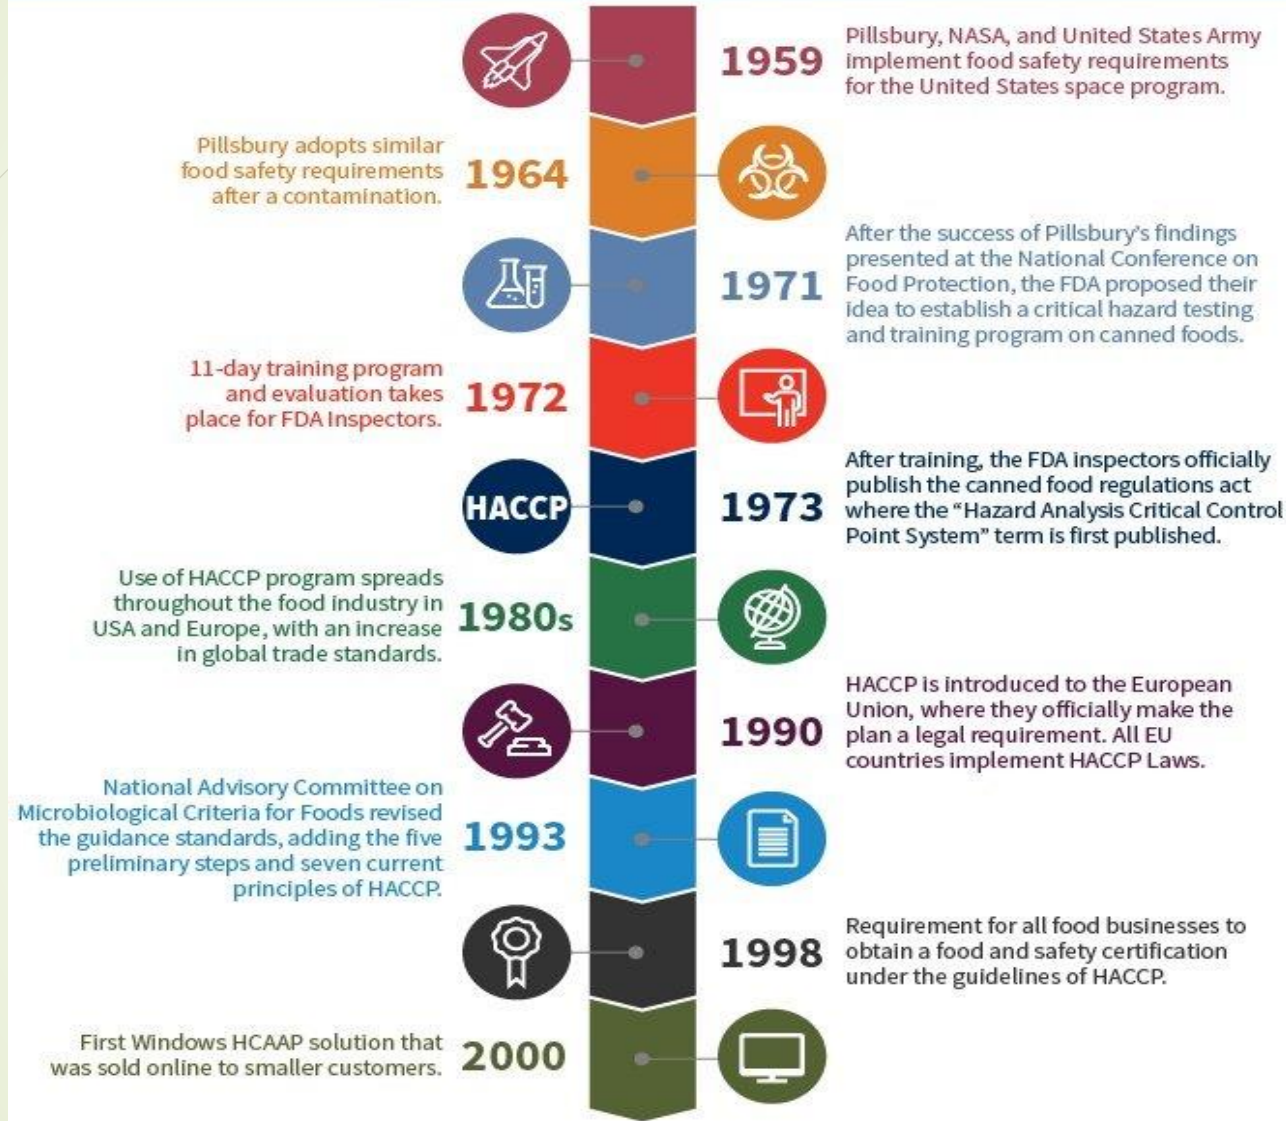 1959
Pillsbury, NASA, and United States Army
implement food safety requirements
for the United States space program.
Pillsbury adopts similar
food safety requirements
after a contamination.
1964
1971
After the success of Pillsbury's findings
presented at the National Conference on
Food Protection, the FDA proposed their
idea to establish a critical hazard testing
and training program on canned foods.
11-day training program
and evaluation takes
place for FDA Inspectors.
1972
HACCP
1973
After training, the FDA inspectors officially
publish the canned food regulations act
where the “Hazard Analysis Critical Control
Point System” term is first published.
Use of HACCP program spreads
throughout the food industry in
USA and Europe, with an increase
in global trade standards.
1980s
1990
HACCP is introduced to the European
Union, where they officially make the
plan a legal requirement. All EU
countries implement HACCP Laws.
National Advisory Committee on
Microbiological Criteria for Foods revised
the guidance standards, adding the five
preliminary steps and seven current
principles of HACCP.
1993
1998
Requirement for all food businesses to
obtain a food and safety certification
under the guidelines of HACCP.
First Windows HCAAP solution that
was sold online to smaller customers.
2000